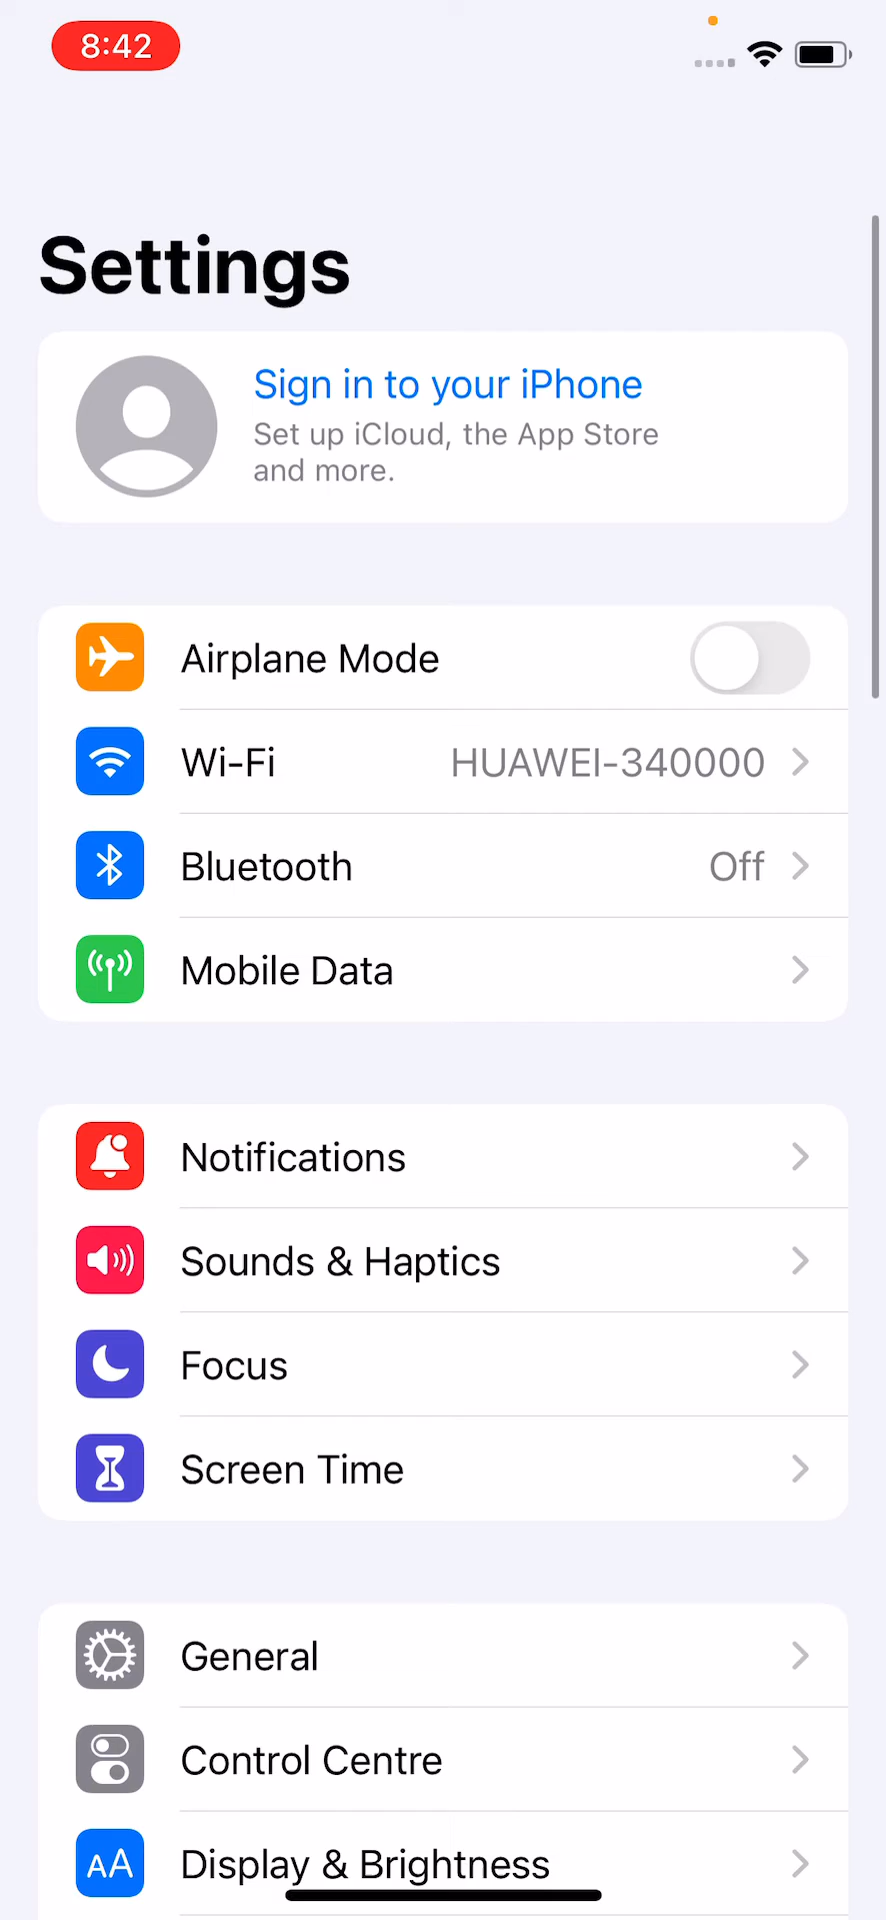 8:42
Settings
Sign in to your iPhone
Set up iCloud, the App Store
and more.
Airplane Mode
Wi-Fi HUAWEI-340000
Bluetooth Off
Mobile Data
Notifications
Sounds & Haptics
Focus
Screen Time
General
Control Centre
AA Display & Brightness